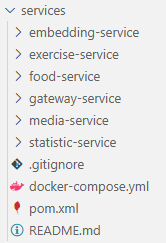 services
embedding-service
exercise-service
food-service
gateway-service
media-service
statistic-service
.gitignore
docker-compose.yml
pom.xml
README.md